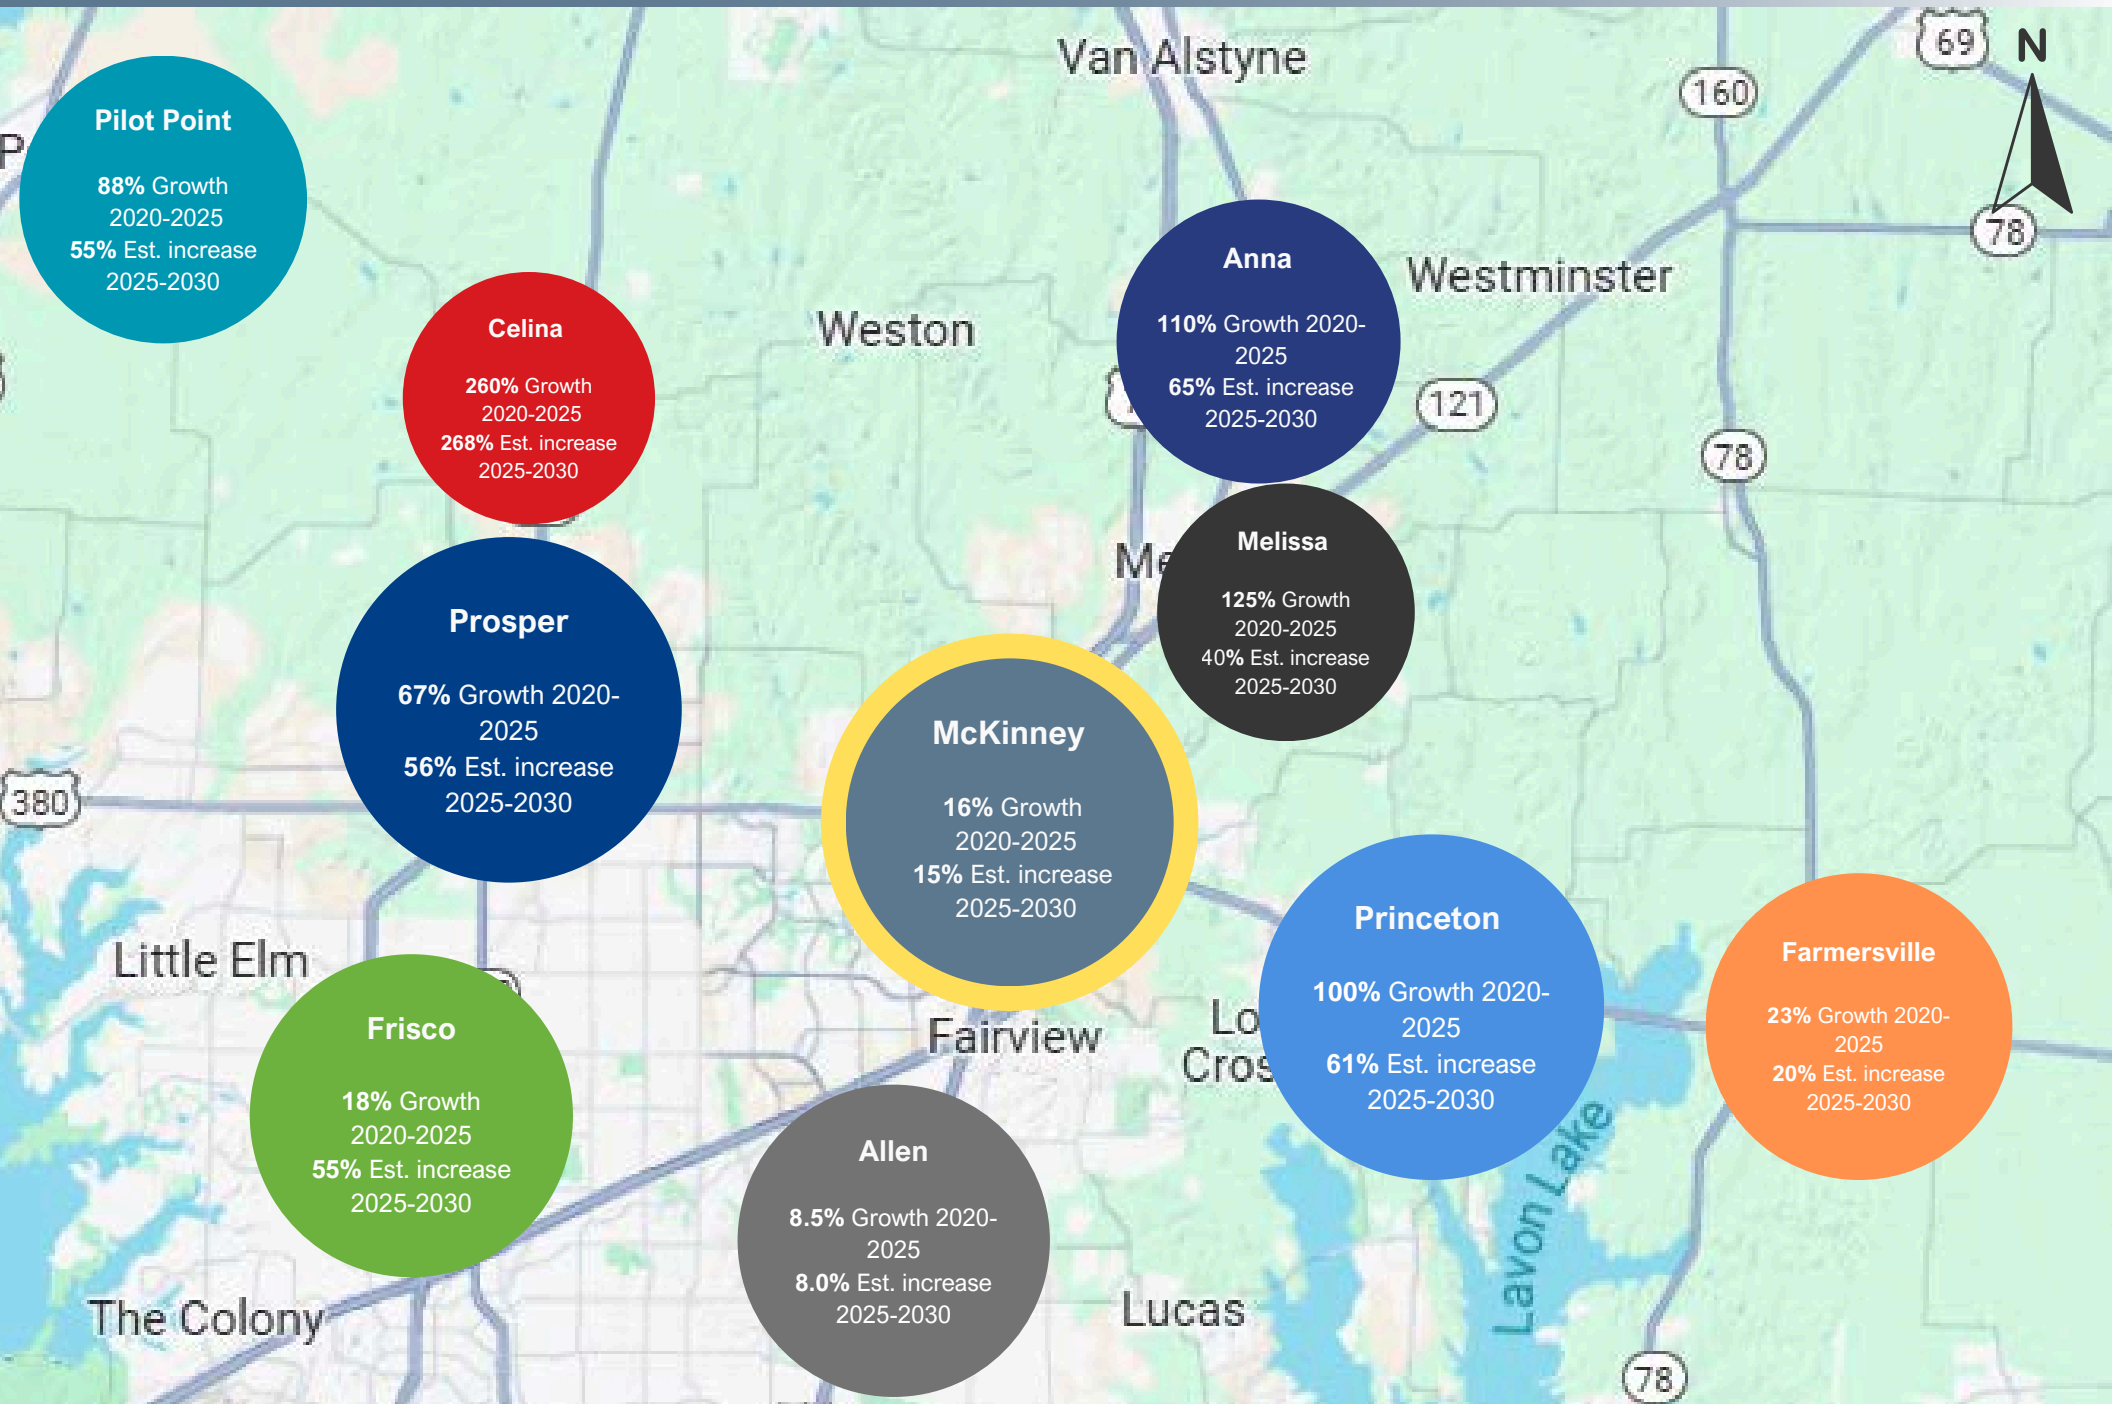 Van Alstyne
69
N
160
Pilot Point
88% Growth
2020-2025
55% Est. increase
2025-2030
78
Anna
110% Growth 2020-
2025
65% Est. increase
2025-2030
Westminster
Celina
260% Growth
2020-2025
268% Est. increase
2025-2030
Weston
121
78
Melissa
125% Growth
2020-2025
40% Est. increase
2025-2030
Prosper
67% Growth 2020-
2025
56% Est. increase
2025-2030
McKinney
16% Growth
2020-2025
15% Est. increase
2025-2030
380
Princeton
100% Growth 2020-
2025
61% Est. increase
2025-2030
Farmersville
23% Growth 2020-
2025
20% Est. increase
2025-2030
Little Elm
Frisco
18% Growth
2020-2025
55% Est. increase
2025-2030
Fairview
Allen
8.5% Growth 2020-
2025
8.0% Est. increase
2025-2030
Lavon Lake
The Colony
Lucas
78